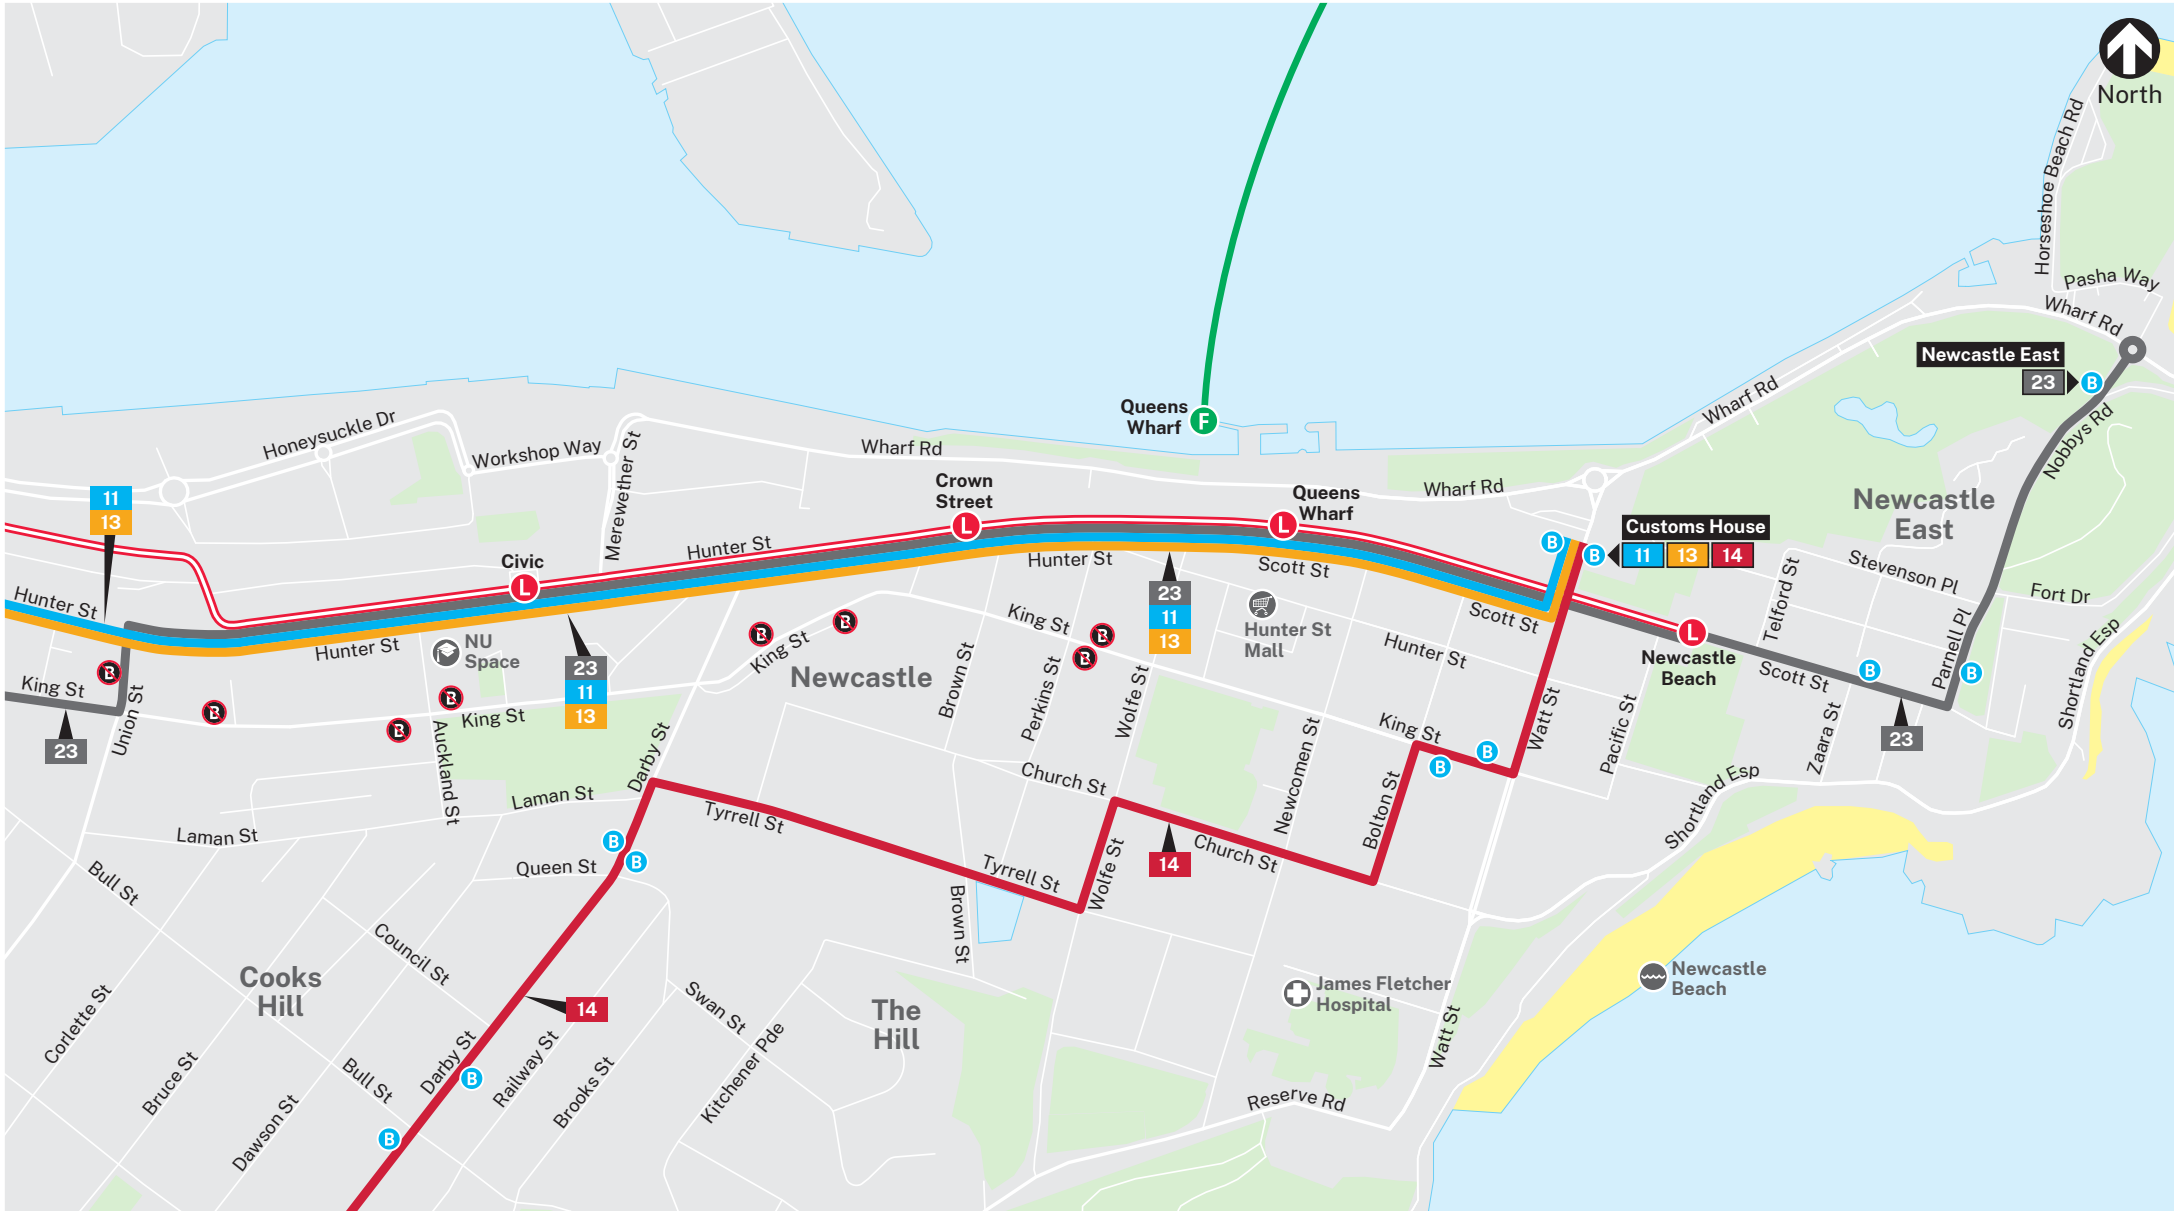 North
Horseshoe Beach Rd
Pasha Way
Wharf Rd
Newcastle East
23
B
Nobbys Rd
Wharf Rd
Queens
Wharf
F
Honeysuckle Dr
Workshop Way
Merewether St
Wharf Rd
Wharf Rd
Crown
Street
L
Queens
Wharf
L
Newcastle
East
11
13
Customs House
B
B
11
13
14
Civic
L
Hunter St
Hunter St
Scott St
Stevenson Pl
Telford St
Fort Dr
Hunter St
23
11
13
Scott St
Hunter St
Mall
Hunter St
L
Newcastle
Beach
Scott St
B
Parnell Pl
B
Shortland Esp
Hunter St
NU
Space
23
11
13
King St
B
King St
B
B
B
B
Newcastle
King St
23
B
Union St
B
B
B
King St
Auckland St
Darby St
Brown St
Perkins St
Wolfe St
Newcomen St
King St
B
B
Bolton St
Watt St
Pacific St
Zaara St
23
Shortland Esp
Laman St
Laman St
Tyrrell St
Church St
Church St
14
Tyrrell St
Wolfe St
B
B
Queen St
Bull St
Brown St
Council St
Cooks
Hill
Corlette St
Bruce St
Dawson St
Bull St
Darby St
B
B
14
Railway St
Brooks St
Swan St
Kitchener Pde
The
Hill
James Fletcher
Hospital
Newcastle
Beach
Watt St
Reserve Rd